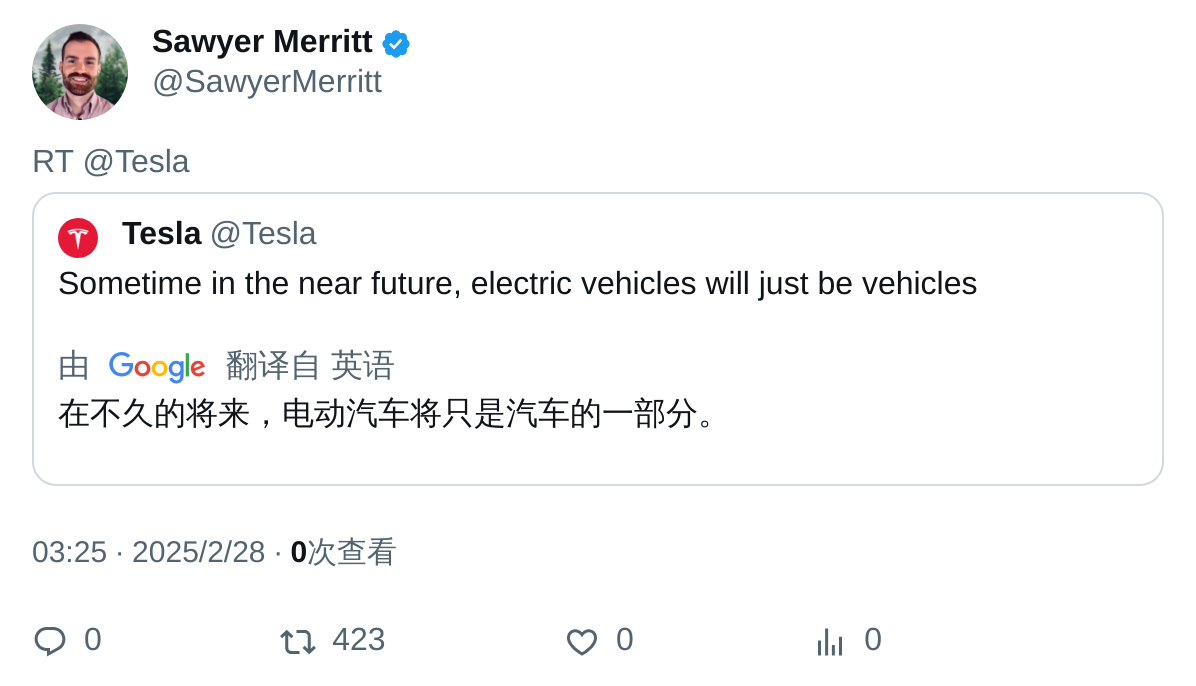 Sawyer Merritt
@SawyerMerritt
RT @Tesla
Tesla @Tesla
Sometime in the near future, electric vehicles will just be vehicles
由 Google 翻译自 英语
在不久的将来，电动汽车将只是汽车的一部分。
03:25 · 2025/2/28 · 0次查看
0 423 0 0